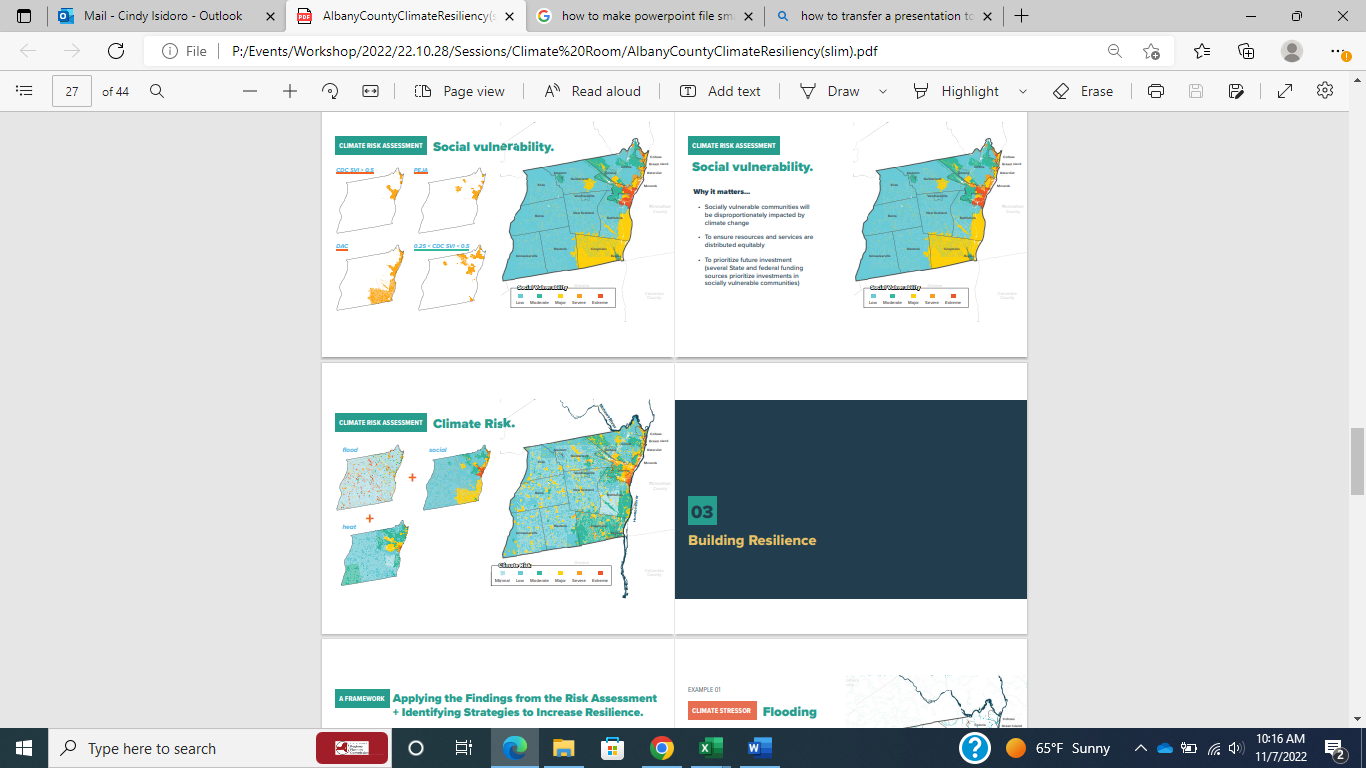 Mail - Cindy Isidoro - Outlook
AlbanyCountyClimateResiliency(s
how to make powerpoint file sma
how to transfer a presentation to
File
P:/Events/Workshop/2022/22.10.28/Sessions/Climate%20Room/AlbanyCountyClimateResiliency(slim).pdf
27
of 44
Page view
Read aloud
Add text
Draw
Highlight
Erase
CLIMATE RISK ASSESSMENT
Social vulnerability.
CDC SVI > 0.5
PEJA
DAC
0.25 < CDC SVI < 0.5
Social Vulnerability
Low Moderate Major Severe Extreme
CLIMATE RISK ASSESSMENT
Social vulnerability.
Why it matters...
• Socially vulnerable communities will
be disproportionately impacted by
climate change
• To ensure resources and services are
distributed equitably
• To prioritize future investment
(several State and federal funding
sources prioritize investments in
socially vulnerable communities)
Social Vulnerability
Low Moderate Major Severe Extreme
CLIMATE RISK ASSESSMENT
Climate Risk.
flood
social
+
+
heat
Climate Risk
Minimal Low Moderate Major Severe Extreme
03
Building Resilience
A FRAMEWORK
Applying the Findings from the Risk Assessment
+ Identifying Strategies to Increase Resilience.
EXAMPLE 01
CLIMATE STRESSOR
Flooding
Type here to search
65°F Sunny
10:16 AM
11/7/2022
2